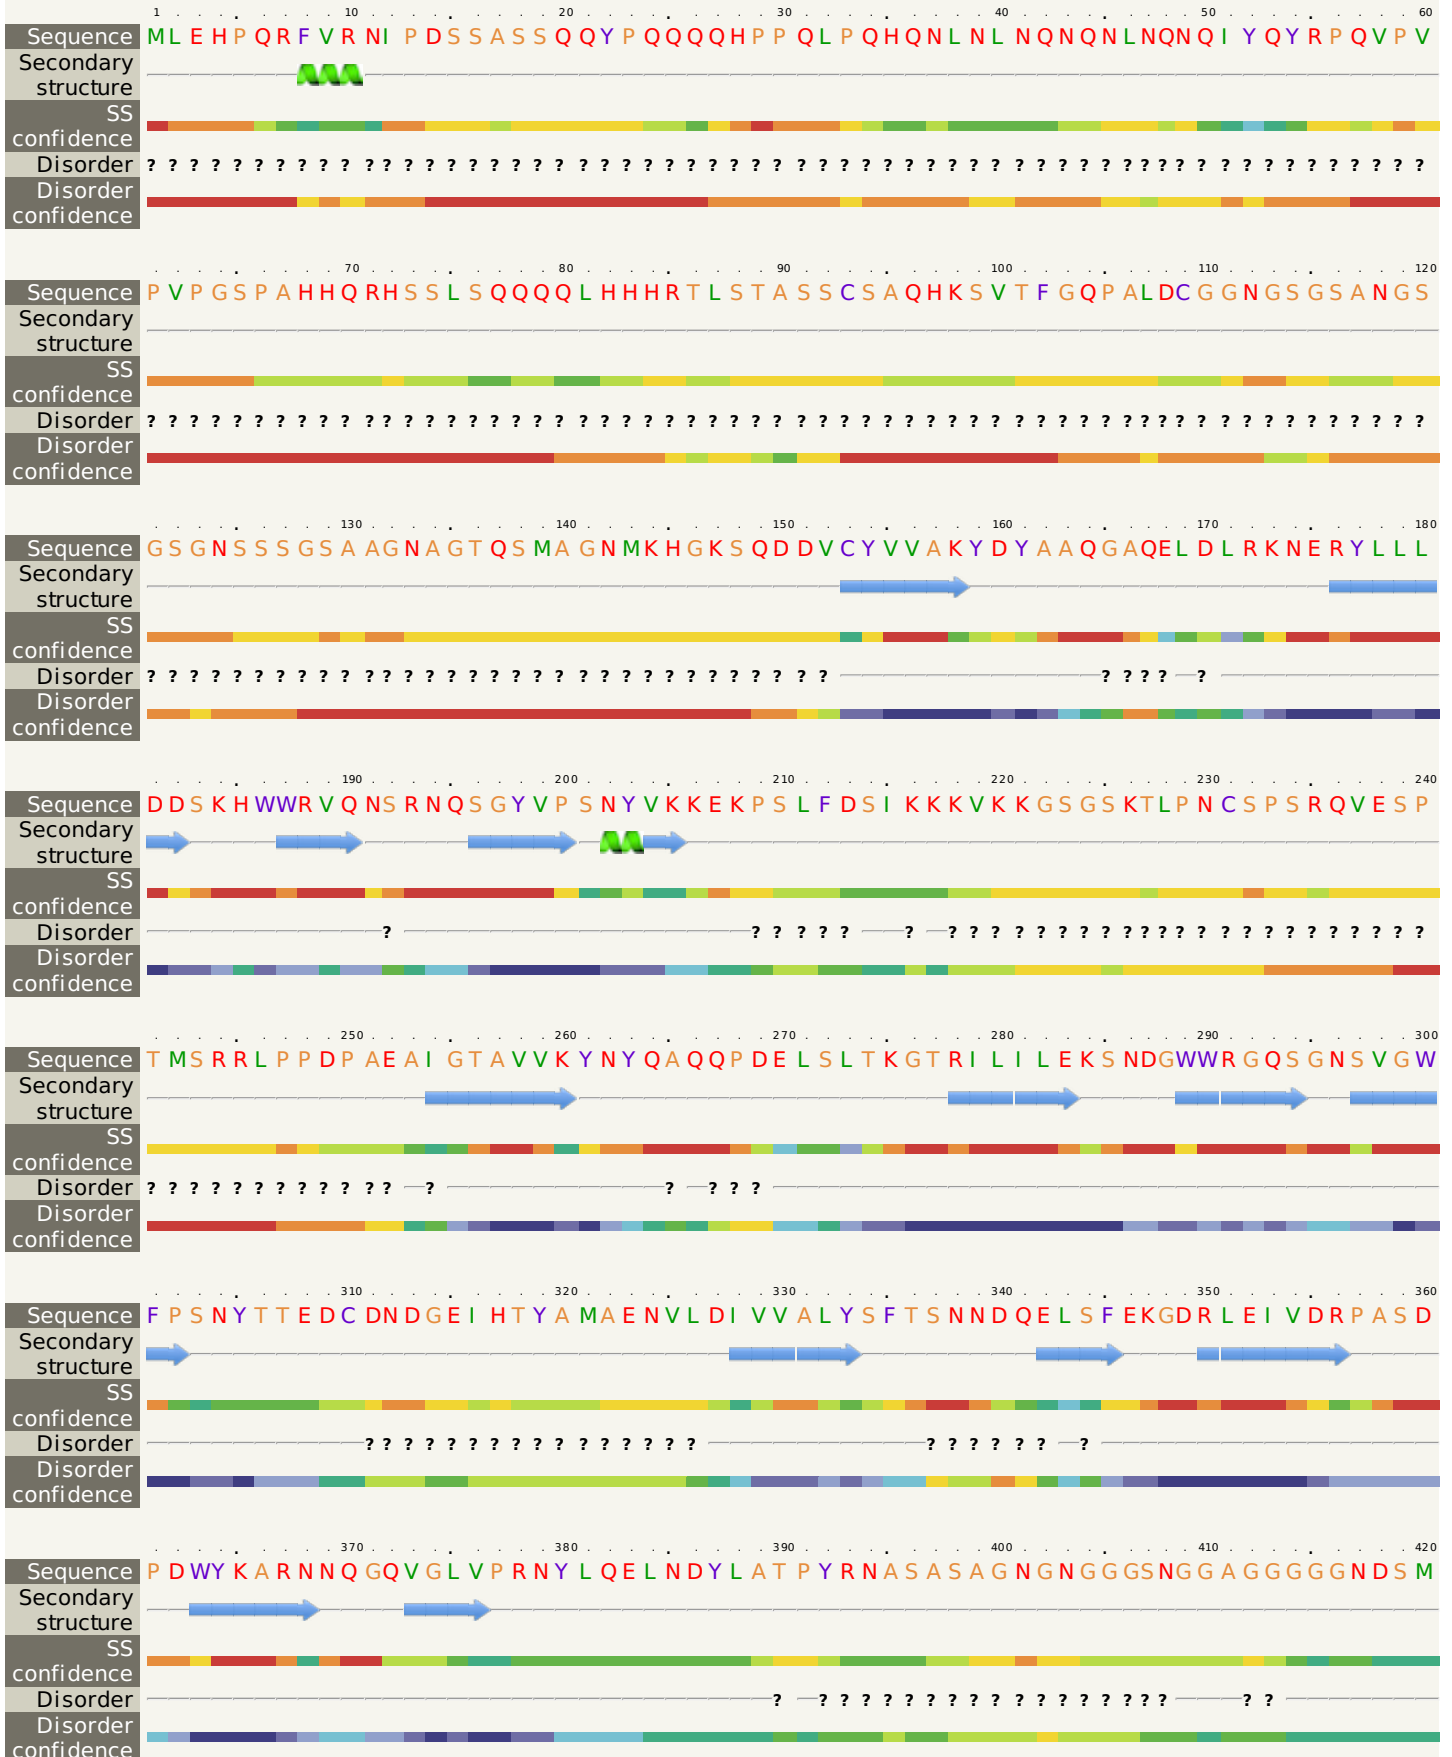 1 10 20 30 40 50 60
Sequence MLEHPQRFVRNIPDSSASSQQYPQQQQHPPQLPQHQNLNLNQNQNLNQNQIYQYRPQVPV
Secondary
structure
SS
confidence
Disorder ????????????????????????????????????????????????????????????
Disorder
confidence
70 80 90 100 110 120
Sequence PVPGSPAHHQRHSSLSQQQQLHHHRTLSTASSCSAQHKSVTFGQPALDCGGNGSGSANGS
Secondary
structure
SS
confidence
Disorder ????????????????????????????????????????????????????????????
Disorder
confidence
130 140 150 160 170 180
Sequence GSGNSSSGSAAGNAGTQSMAGNMKHGKSQDDVCYVVAKYDYAAQGAQELDLRKNERYLLL
Secondary
structure
SS
confidence
Disorder ???????????????????????????????? ???? ?
Disorder
confidence
190 200 210 220 230 240
Sequence DDSKHWWRVQNSRNQSGYVPSNYVKKEKPSLFDSIKKKVKKGSGSKTLPNCSPSRQVESP
Secondary
structure
SS
confidence
Disorder ? ????? ? ???????????????????????
Disorder
confidence
250 260 270 280 290 300
Sequence TMSRRLPPDPAEAIGTAVVKYNYQAQQPDELSLTKGTRILILEKSNDGWWRGQSGNSVGW
Secondary
structure
SS
confidence
Disorder ???????????? ? ? ???
Disorder
confidence
310 320 330 340 350 360
Sequence FPSNYTTEDCDNDGEIHTYAMAENVLDIVVALYSFTSNNDQELSFEKGDRLEIVDRPASD
Secondary
structure
SS
confidence
Disorder ???????????????? ?????? ?
Disorder
confidence
370 380 390 400 410 420
Sequence PDWYKARNNQGQVGLVPRNYLQELNDYLATPYRNASASAGNGNGGGSNGGAGGGGGNDSM
Secondary
structure
SS
confidence
Disorder ? ????????????????? ??
Disorder
confidence